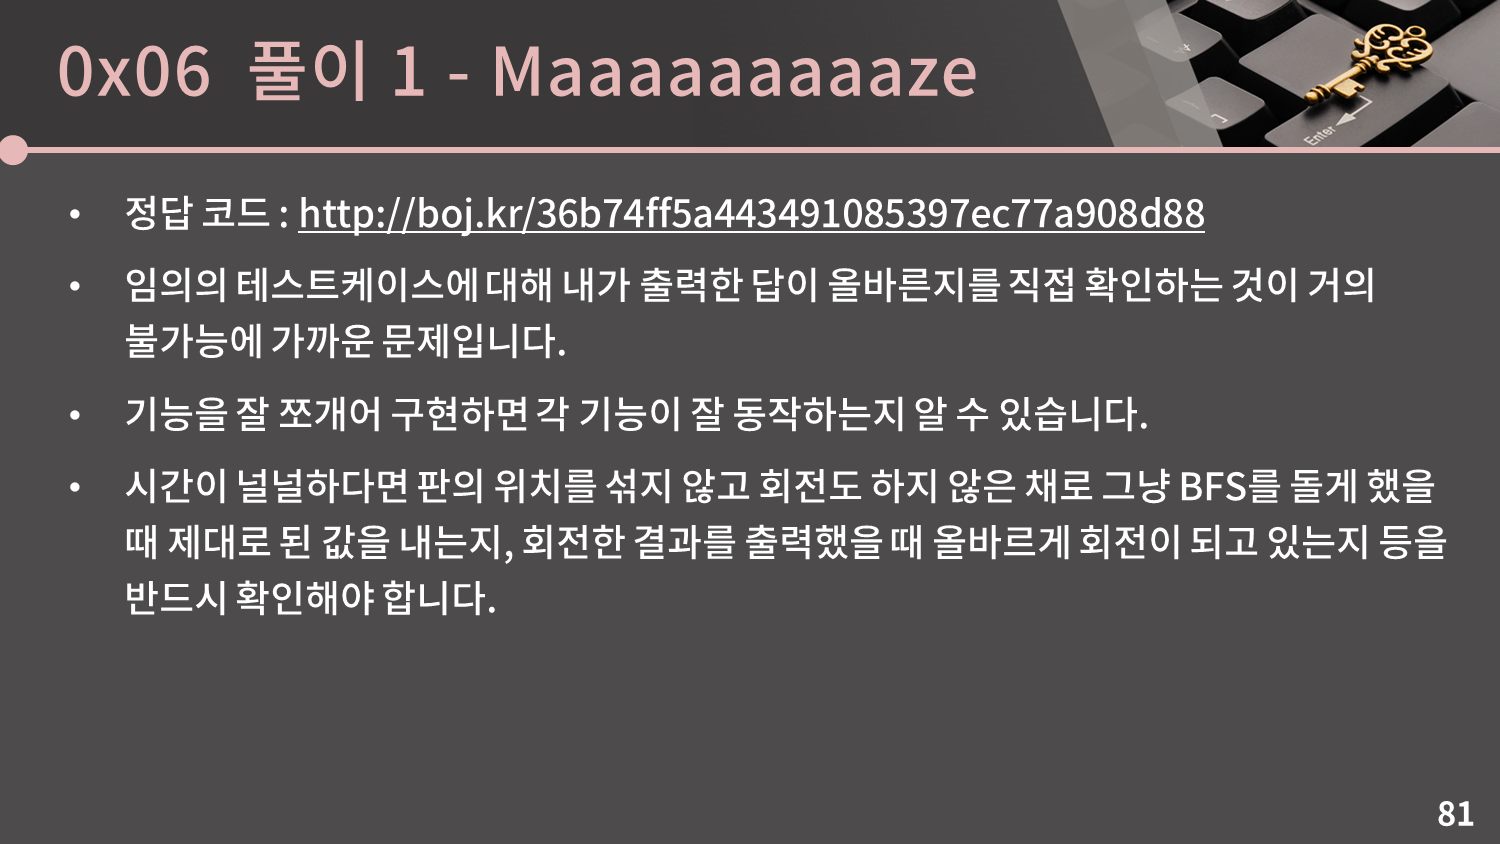 0x06 풀이 1 - Maaaaaaaaaaze
Enter
• 정답 코드 : http://boj.kr/36b74ff5a443491085397ec77a908d88
• 임의의 테스트케이스에 대해 내가 출력한 답이 올바른지를 직접 확인하는 것이 거의
불가능에 가까운 문제입니다.
• 기능을 잘 쪼개어 구현하면 각 기능이 잘 동작하는지 알 수 있습니다.
• 시간이 널널하다면 판의 위치를 섞지 않고 회전도 하지 않은 채로 그냥 BFS를 돌게 했을
때 제대로 된 값을 내는지, 회전한 결과를 출력했을 때 올바르게 회전이 되고 있는지 등을
반드시 확인해야 합니다.
81